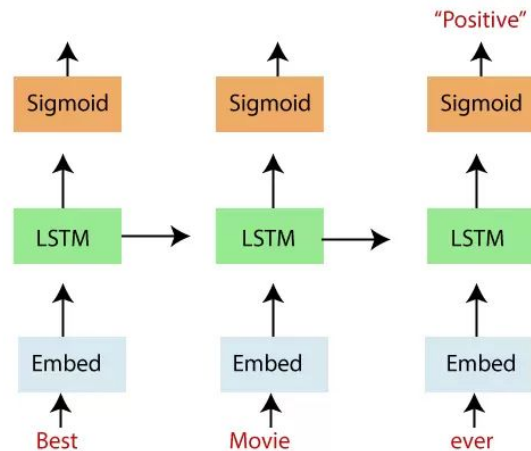 “Positive”
Sigmoid Sigmoid Sigmoid
LSTM LSTM LSTM
Embed Embed Embed
Best Movie ever